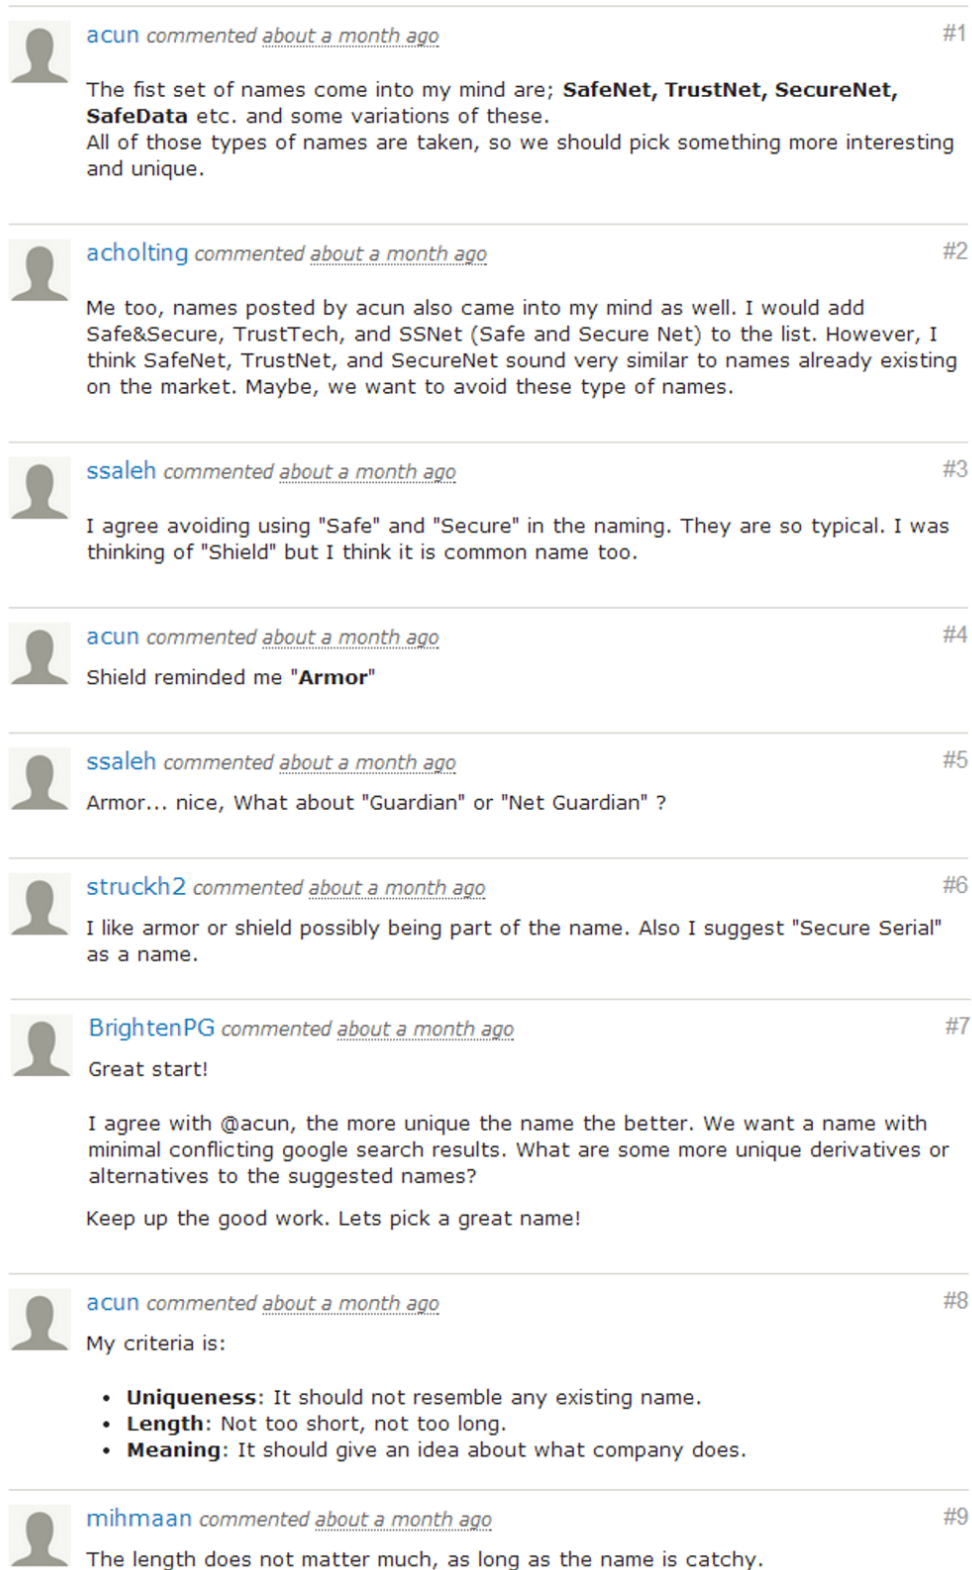 acun commented about a month ago #1
The fist set of names come into my mind are; SafeNet, TrustNet, SecureNet,
SafeData etc. and some variations of these.
All of those types of names are taken, so we should pick something more interesting
and unique.
acholting commented about a month ago #2
Me too, names posted by acun also came into my mind as well. I would add
Safe&Secure, TrustTech, and SSNet (Safe and Secure Net) to the list. However, I
think SafeNet, TrustNet, and SecureNet sound very similar to names already existing
on the market. Maybe, we want to avoid these type of names.
ssaleh commented about a month ago #3
I agree avoiding using "Safe" and "Secure" in the naming. They are so typical. I was
thinking of "Shield" but I think it is common name too.
acun commented about a month ago #4
Shield reminded me "Armor"
ssaleh commented about a month ago #5
Armor... nice, What about "Guardian" or "Net Guardian" ?
struckh2 commented about a month ago #6
I like armor or shield possibly being part of the name. Also I suggest "Secure Serial"
as a name.
BrightenPG commented about a month ago #7
Great start!
I agree with @acun, the more unique the name the better. We want a name with
minimal conflicting google search results. What are some more unique derivatives or
alternatives to the suggested names?
Keep up the good work. Lets pick a great name!
acun commented about a month ago #8
My criteria is:
• Uniqueness: It should not resemble any existing name.
• Length: Not too short, not too long.
• Meaning: It should give an idea about what company does.
mihmaan commented about a month ago #9
The length does not matter much, as long as the name is catchy.